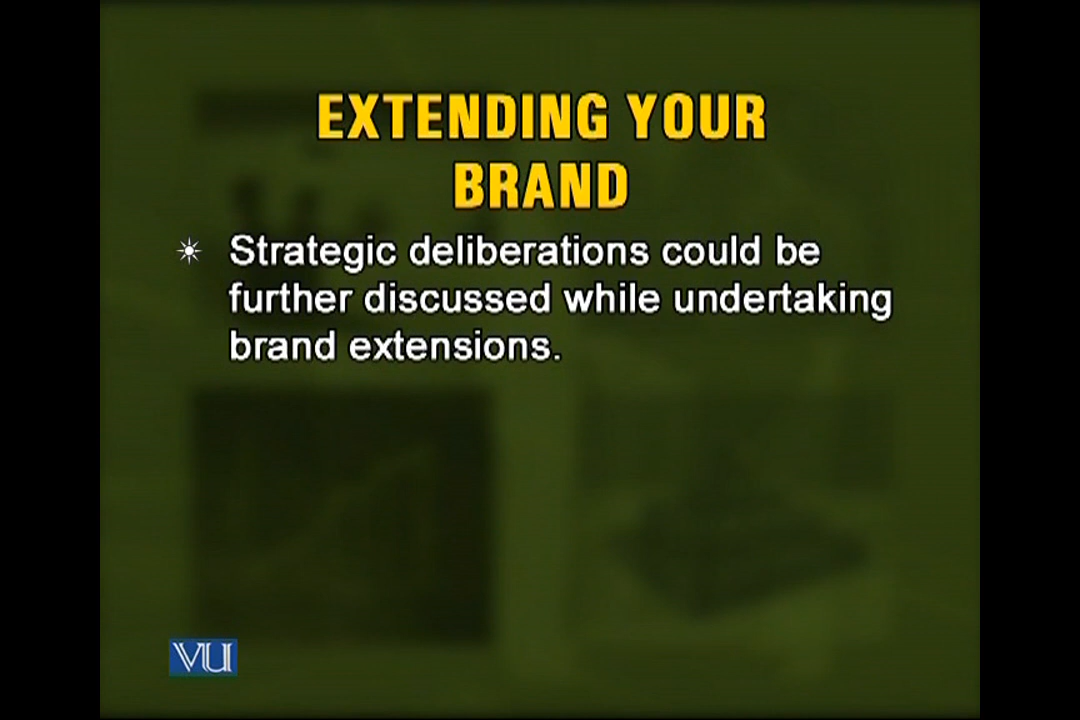 EXTENDING YOUR
BRAND
Strategic deliberations could be
further discussed while undertaking
brand extensions.
VU